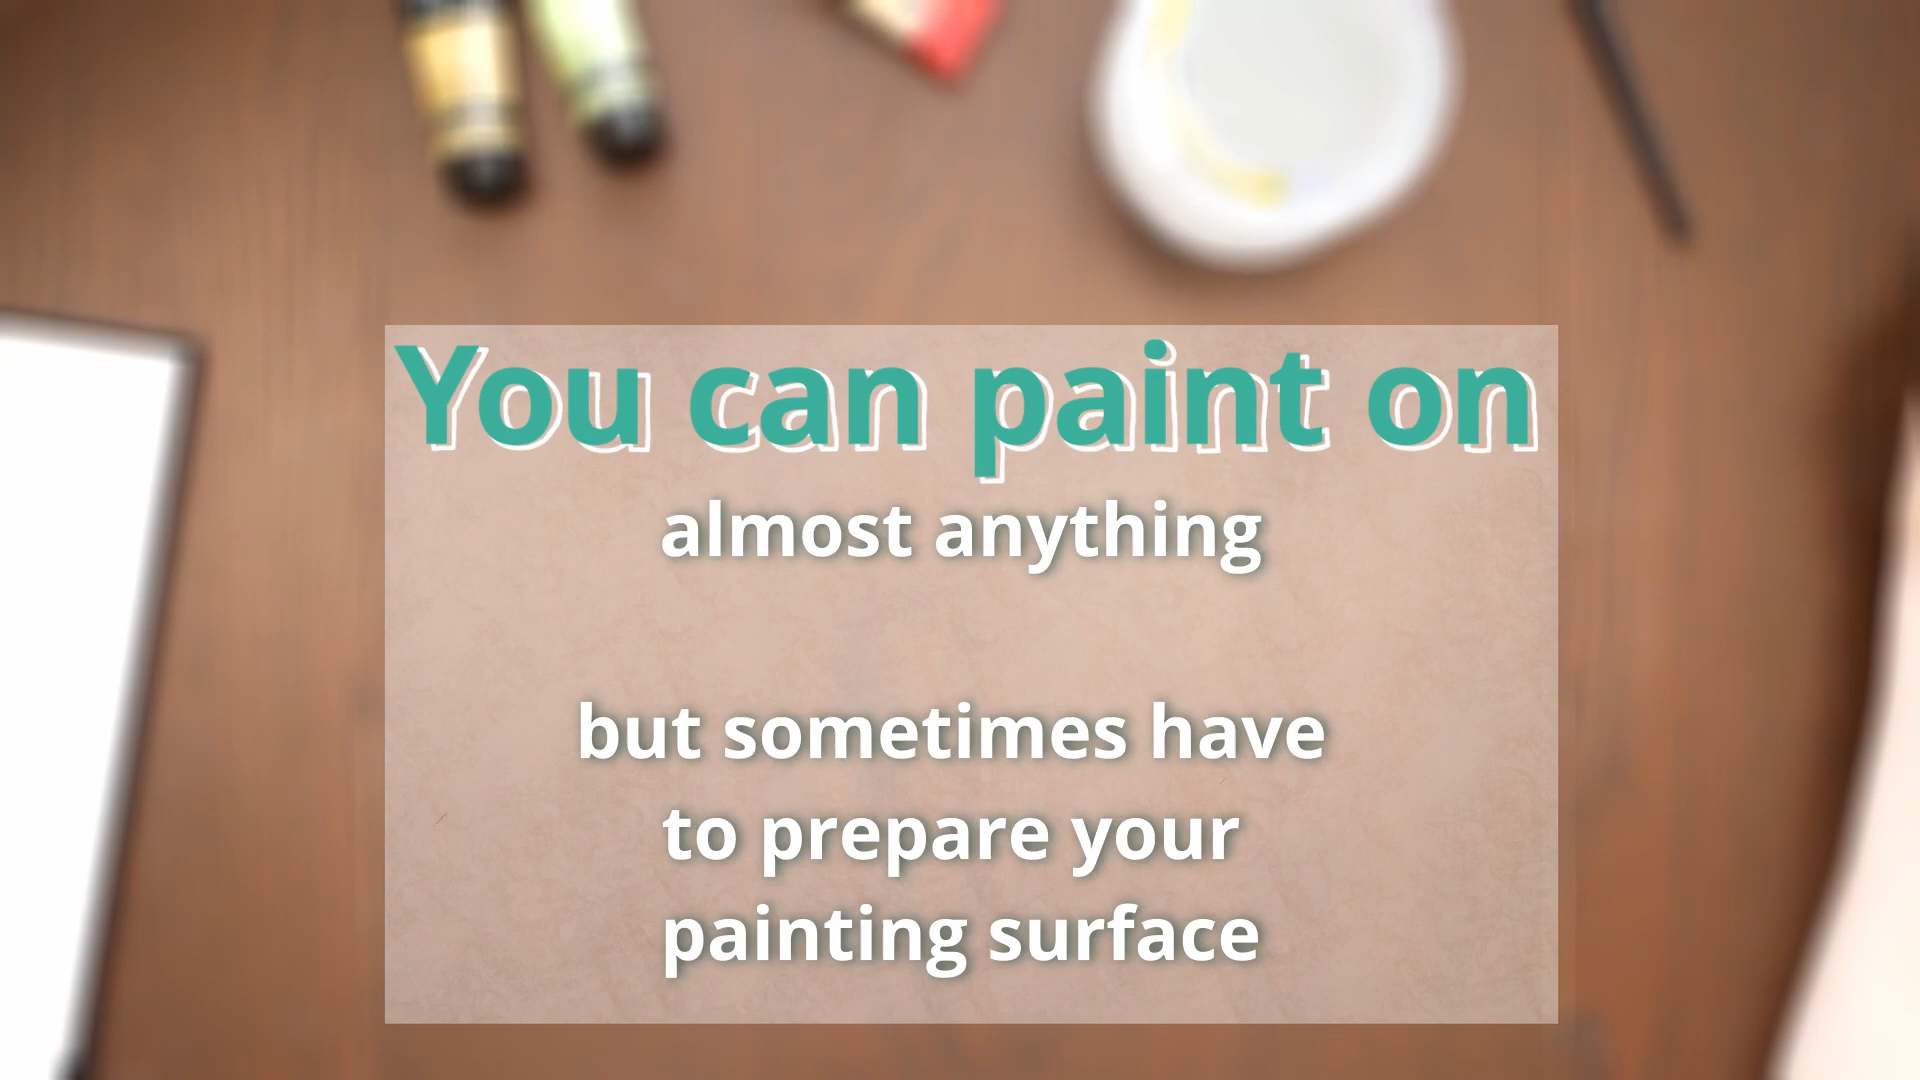 You can paint on
almost anything
but sometimes have
to prepare your
painting surface